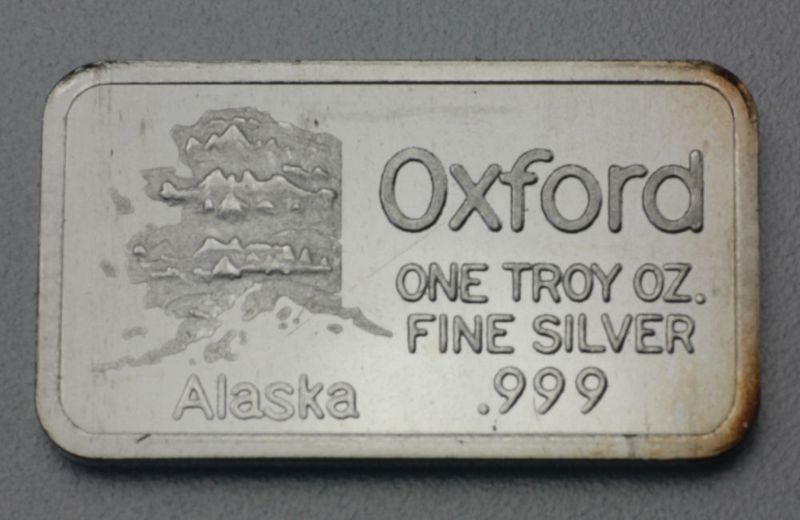 Oxford
ONE TROY OZ.
FINE SILVER
.999
Alaska